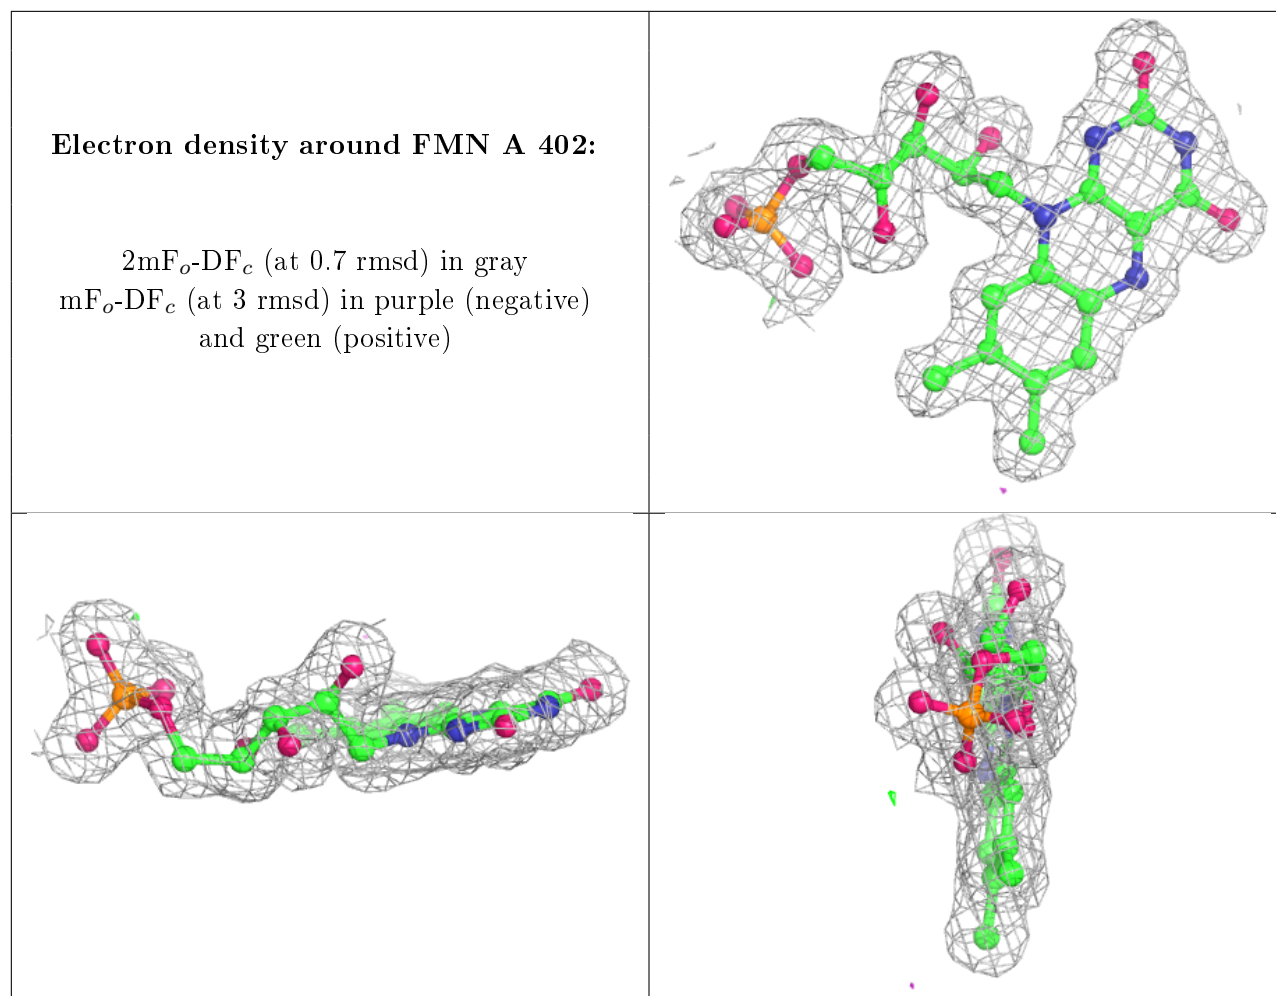 Electron density around FMN A 402:
2mFo-DFc (at 0.7 rmsd) in gray
mFo-DFc (at 3 rmsd) in purple (negative)
and green (positive)